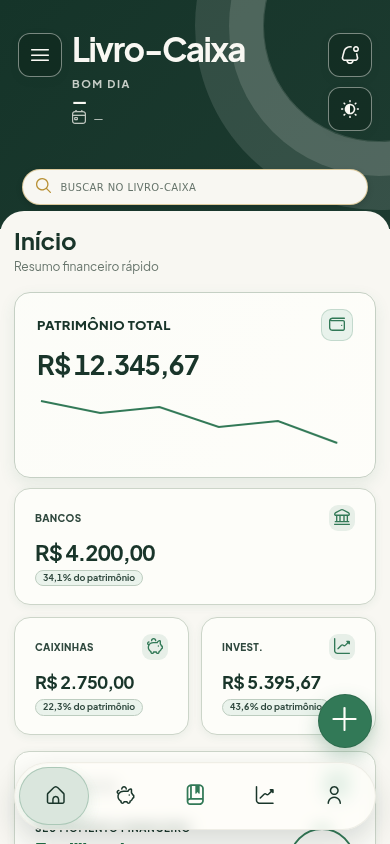 Livro-Caixa
BOM DIA
—
—
BUSCAR NO LIVRO-CAIXA
Início
Resumo financeiro rápido
PATRIMÔNIO TOTAL
R$ 12.345,67
BANCOS
R$ 4.200,00
34,1% do patrimônio
CAIXINHAS
R$ 2.750,00
22,3% do patrimônio
INVEST.
R$ 5.395,67
43,6% do patrimônio